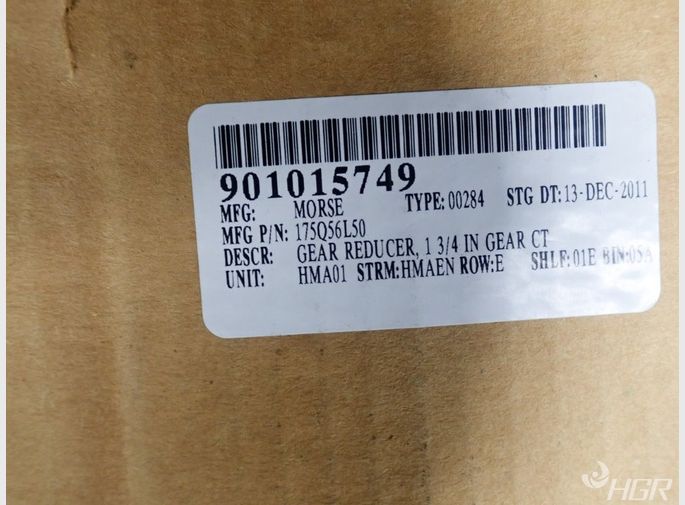 901015749
MFG: MORSE TYPE: 00284 STG DT: 13-DEC-2011
MFG P/N: 175Q56L50
DESCR: GEAR REDUCER, 1 3/4 IN GEAR CT
UNIT: HMA01 STRM:HMAEN ROW:E SHLF:01E BIN:05A
HGR